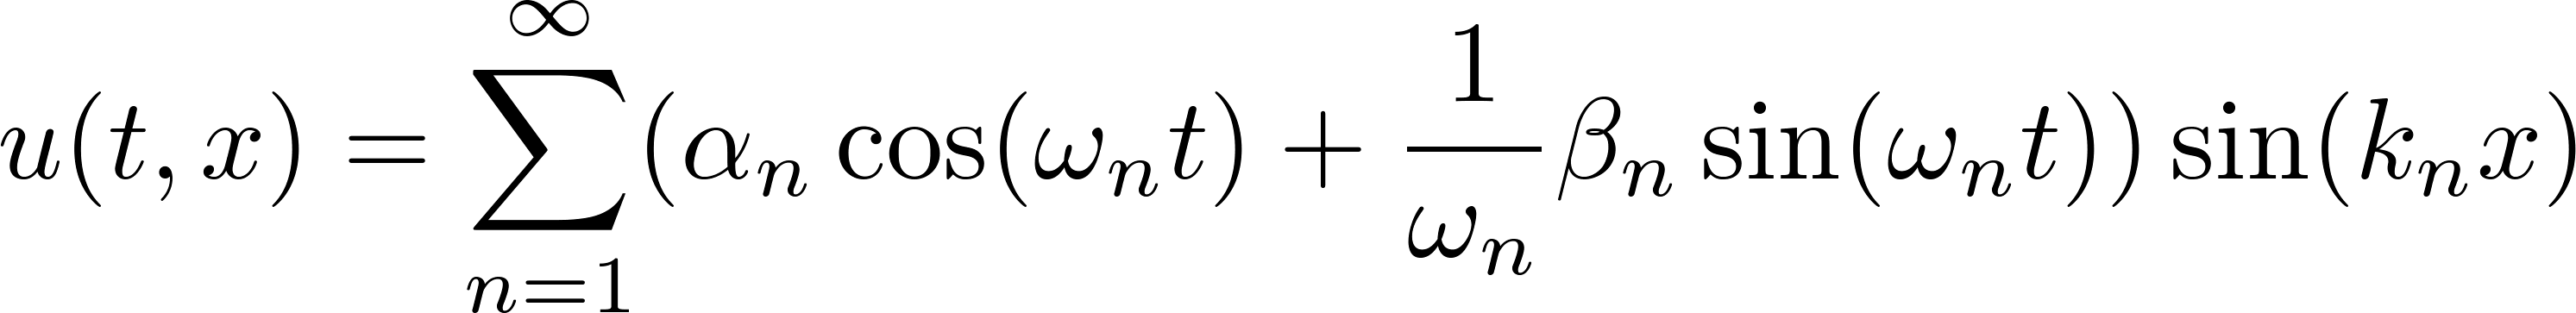 u(t, x) = \sum_{n=1}^{\infty} (\alpha_n \cos(\omega_n t) + \frac{1}{\omega_n} \beta_n \sin(\omega_n t)) \sin(k_n x)